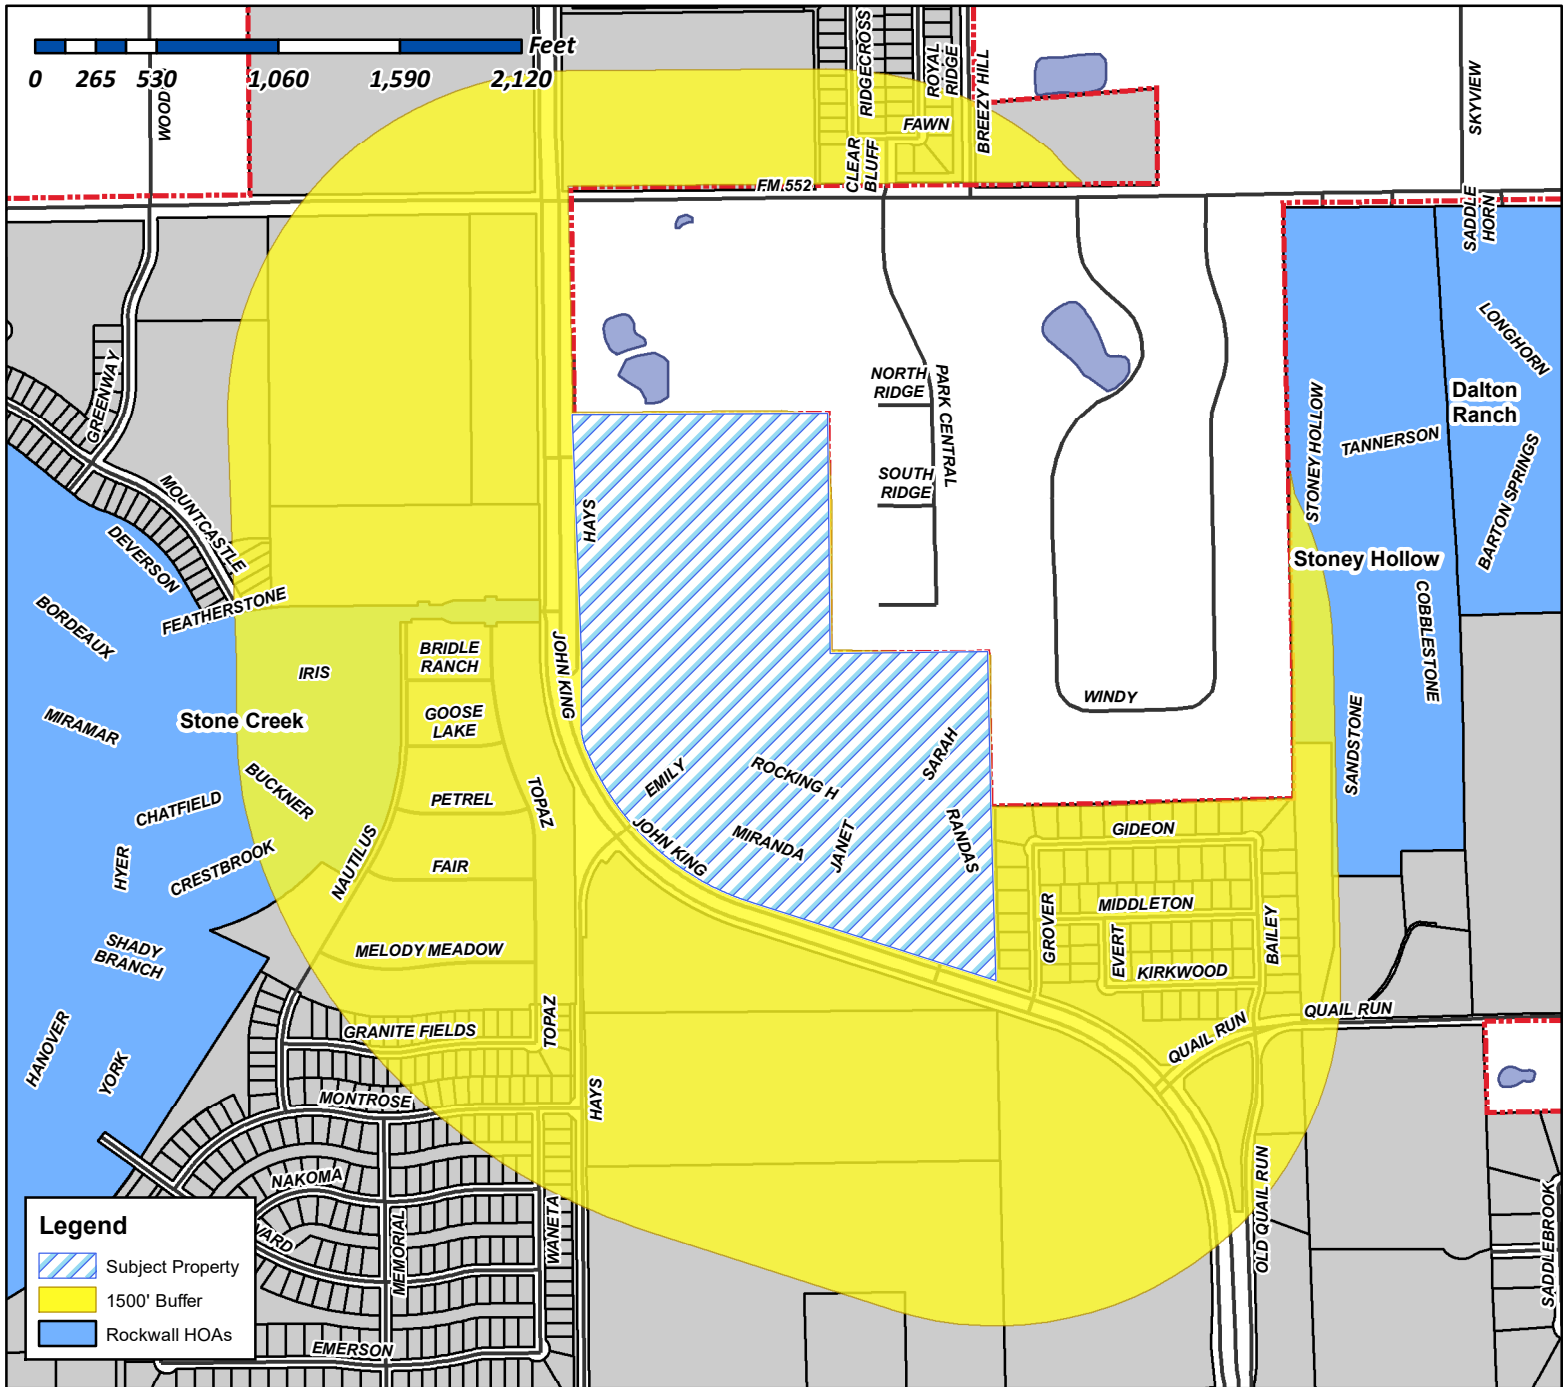 Feet
0 265 530 1,060 1,590 2,120
RIDGECROSS
ROYAL
RIDGE
BREEZY HILL
SKYVIEW
FAWN
CLEAR
BLUFF
FM 552
SADDLE
HORN
LONGHORN
GREENWAY
NORTH
RIDGE
PARK CENTRAL
Dalton
Ranch
STONEY HOLLOW
TANNERSON
BARTON SPRINGS
SOUTH
RIDGE
HAYS
MOUNTCASTLE
DEVERSON
Stoney Hollow
COBBLESTONE
BORDEAUX
FEATHERSTONE
BRIDLE
RANCH
IRIS
JOHN KING
MIRAMAR
Stone Creek
GOOSE
LAKE
WINDY
SANDSTONE
SARAH
EMILY
ROCKING H
BUCKNER
CHATFIELD
PETREL
TOPAZ
JOHN KING
MIRANDA
JANET
RANDAS
GIDEON
HYER
CRESTBROOK
NAUTILUS
FAIR
MIDDLETON
GROVER
EVERT
BAILEY
SHADY
BRANCH
MELODY MEADOW
KIRKWOOD
HANOVER
YORK
GRANITE FIELDS
TOPAZ
QUAIL RUN
QUAIL RUN
MONTROSE
HAYS
NAKOMA
MEMORIAL
WANETA
OLD QUAIL RUN
SADDLEBROOK
EMERSON
Legend
Subject Property
1500' Buffer
Rockwall HOAs